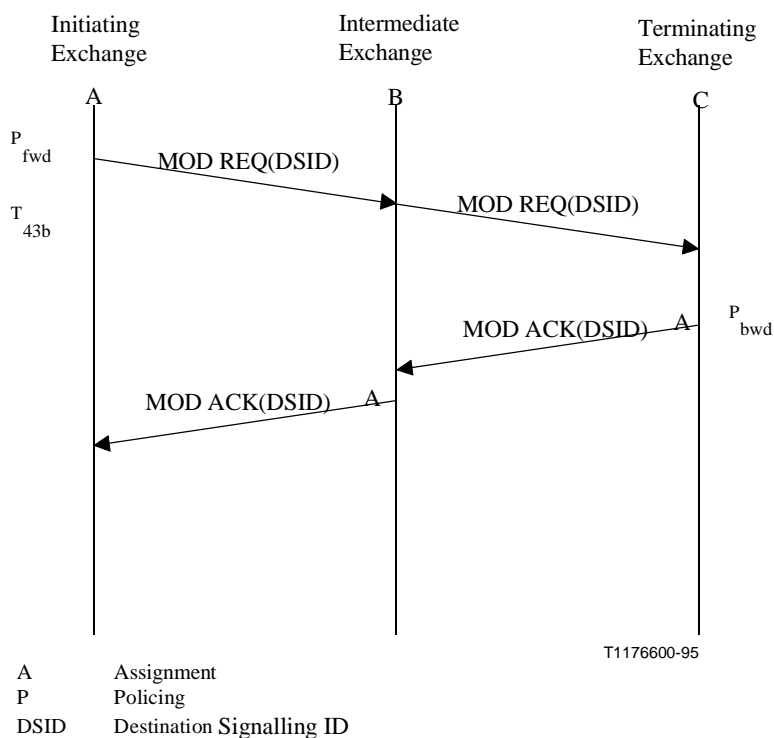 Initiating
Exchange
Intermediate
Exchange
Terminating
Exchange
A
B
C
P fwd
MOD REQ(DSID)
MOD REQ(DSID)
T 43b
MOD ACK(DSID)
A
P bwd
MOD ACK(DSID)
A
T1176600-95
A Assignment
P Policing
DSID Destination Signalling ID